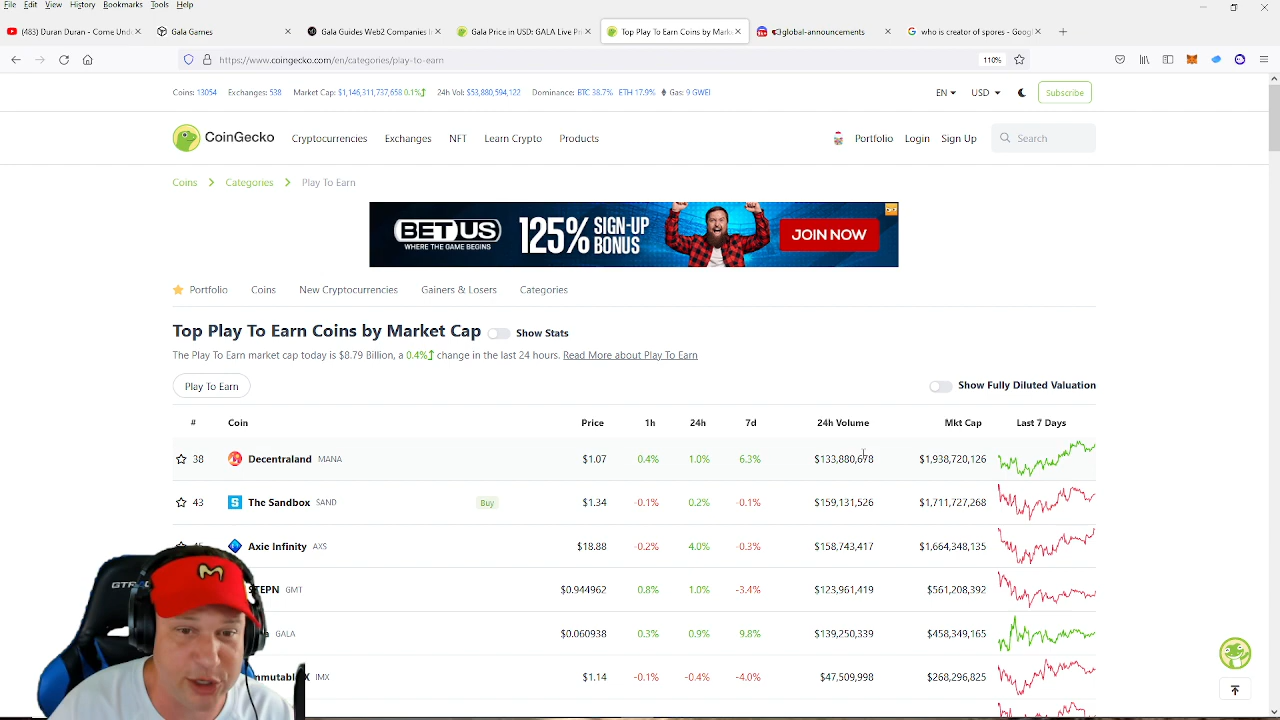 File Edit View History Bookmarks Tools Help
(483) Duran Duran - Come Und
Gala Games
Gala Guides Web2 Companies In
Gala Price in USD: GALA Live Pri
Top Play To Earn Coins by Mark
global-announcements
who is creator of spores - Googl
https://www.coingecko.com/en/categories/play-to-earn
110%
Coins: 13054 Exchanges: 538 Market Cap: $1,146,311,737,658 0.1% 24h Vol: $53,880,594,122 Dominance: BTC 38.7% ETH 17.9% Gas: 9 GWEI
EN USD Subscribe
CoinGecko Cryptocurrencies Exchanges NFT Learn Crypto Products
Portfolio Login Sign Up Search
Coins Categories Play To Earn
BETUS WHERE THE GAME BEGINS 125% SIGN-UP BONUS JOIN NOW
Portfolio Coins New Cryptocurrencies Gainers & Losers Categories
Top Play To Earn Coins by Market Cap Show Stats
The Play To Earn market cap today is $8.79 Billion, a 0.4% change in the last 24 hours. Read More about Play To Earn
Play To Earn
Show Fully Diluted Valuation
# Coin Price 1h 24h 7d 24h Volume Mkt Cap Last 7 Days
38 Decentraland MANA $1.07 0.4% 1.0% 6.3% $133,880,678 $1,938,720,126
43 The Sandbox SAND Buy $1.34 -0.1% 0.2% -0.1% $159,131,526 $1,711,727,268
Axie Infinity AXS $18.88 -0.2% 4.0% -0.3% $158,743,417 $1,664,348,135
STEPN GMT $0.944962 0.8% 1.0% -3.4% $123,961,419 $561,208,392
GALA $0.060938 0.3% 0.9% 9.8% $458,349,165
IMX $1.14 -0.1% -0.4% -4.0% $47,509,998 $268,296,825